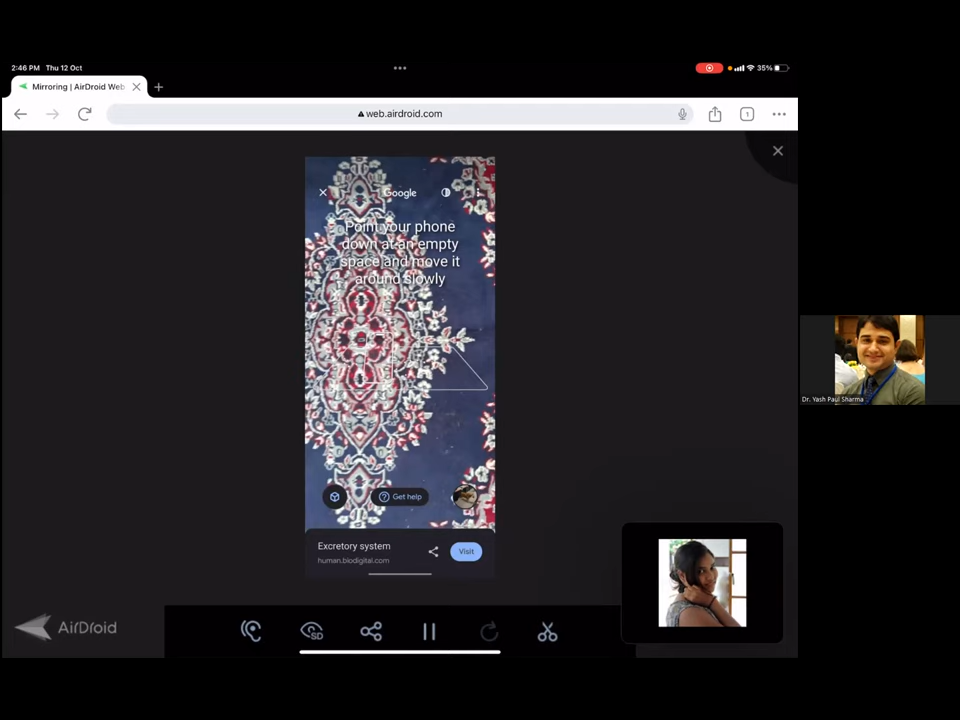 2:46 PM Thu 12 Oct
35%
Mirroring | AirDroid Web
web.airdroid.com
Google
Point your phone
down at an empty
space and move it
around slowly
Get help
Excretory system
human.biodigital.com
Visit
AirDroid
SD
Dr. Yash Paul Sharma